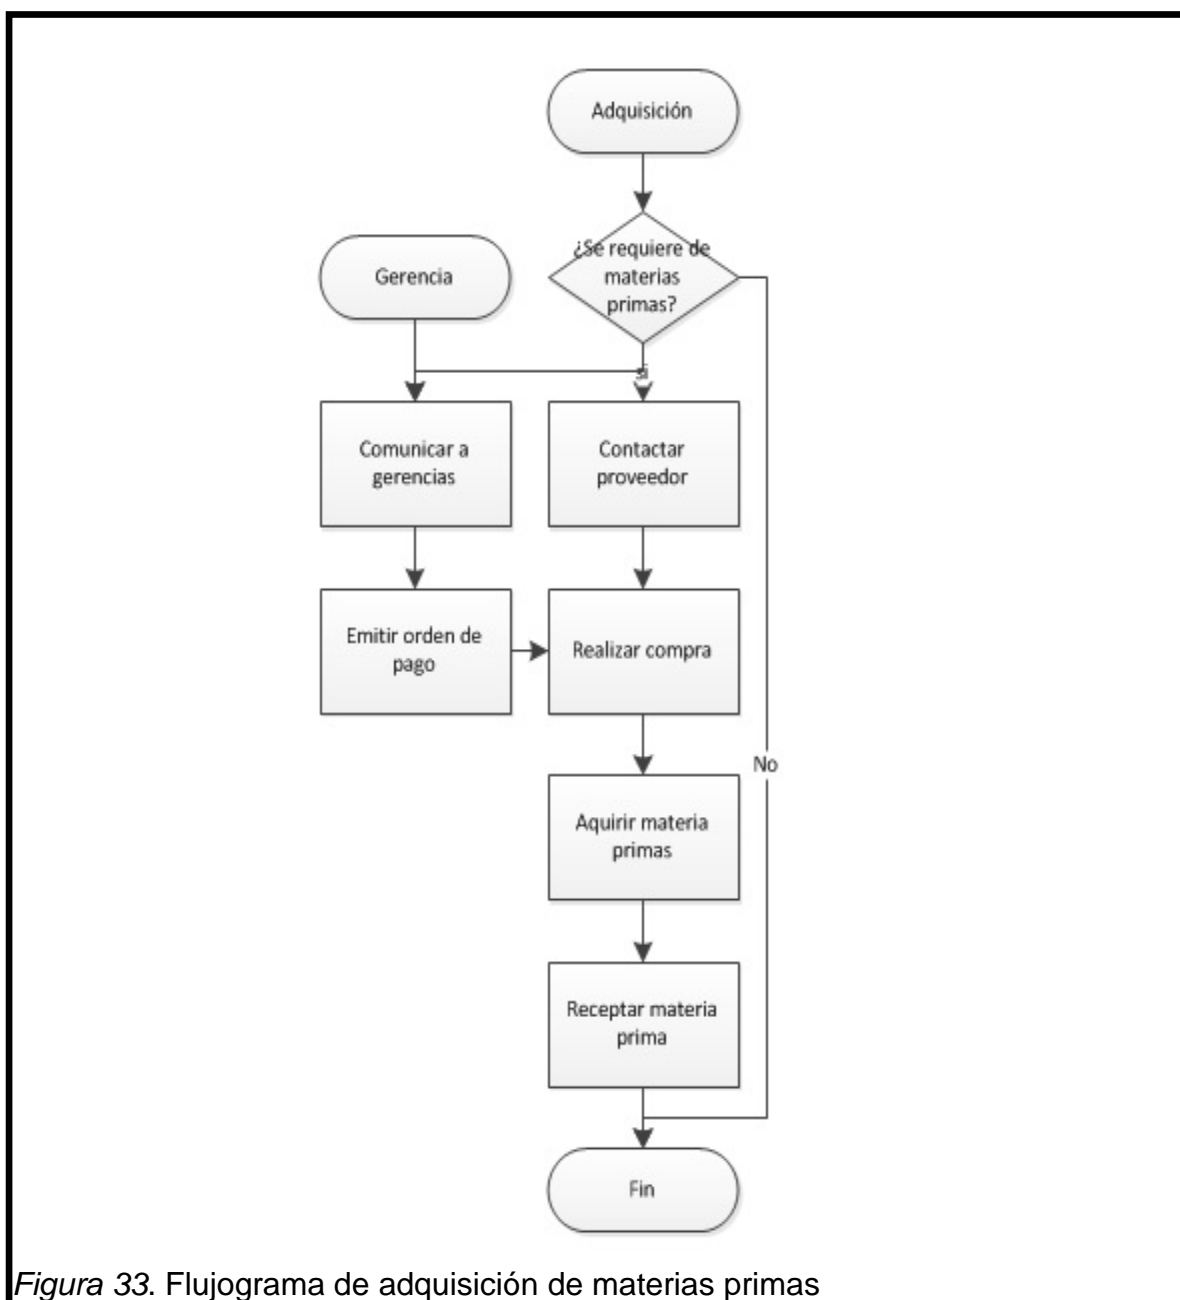 Adquisición
¿Se requiere de
materias
primas?
Gerencia
Si
Comunicar a
gerencias
Contactar
proveedor
Emitir orden de
pago
Realizar compra
No
Aquirir materia
primas
Receptar materia
prima
Fin
Figura 33. Flujograma de adquisición de materias primas